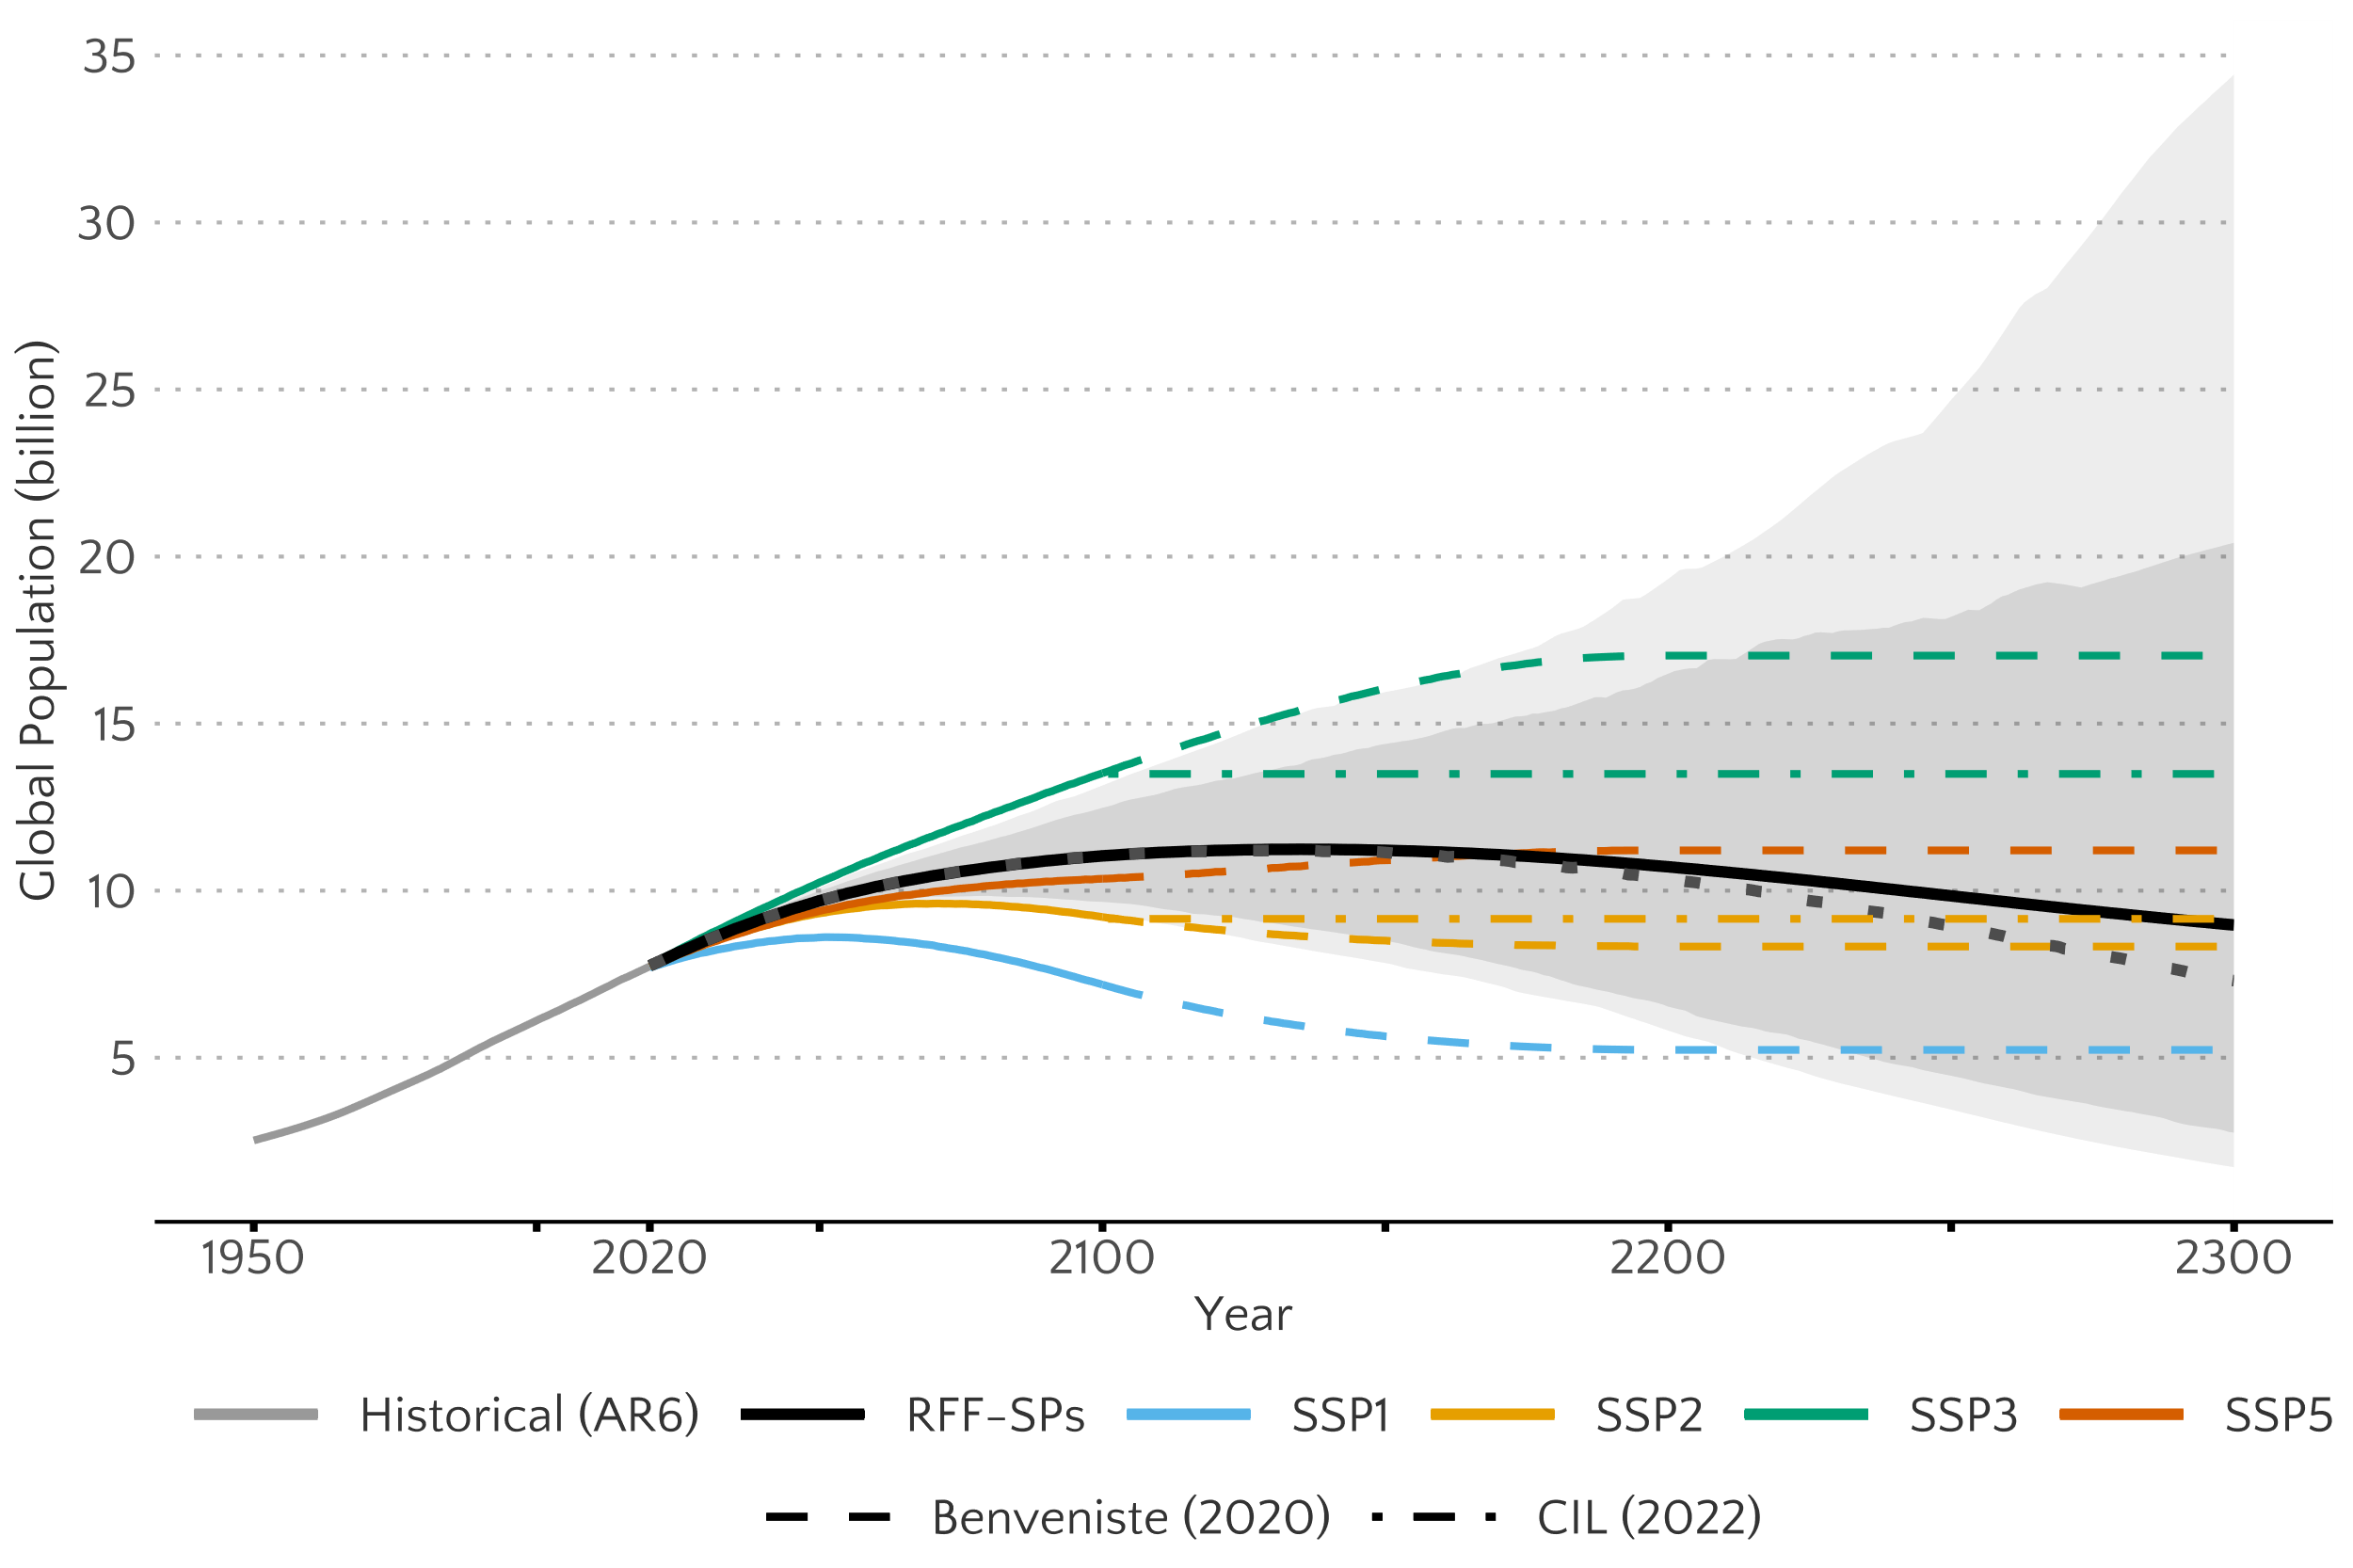 35
30
25
20
15
10
5
Global Population (billion)
1950 2020 2100 2200 2300
Year
Historical (AR6) RFF–SPs SSP1 SSP2 SSP3 SSP5
Benveniste (2020) CIL (2022)